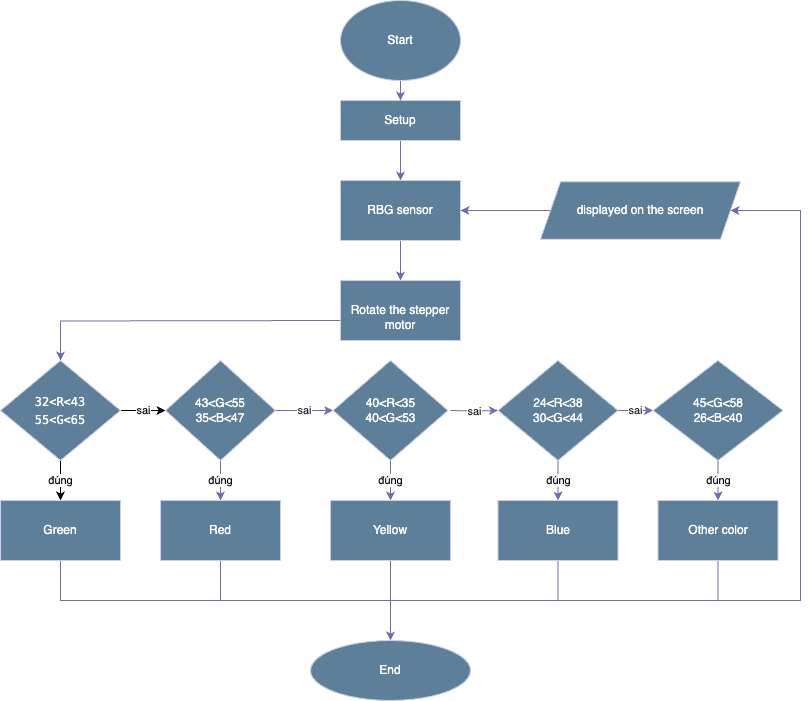 Start
Setup
RBG sensor
displayed on the screen
Rotate the stepper
motor
32<R<43
55<G<65
sai
43<G<55
35<B<47
sai
40<R<35
40<G<53
sai
24<R<38
30<G<44
sai
45<G<58
26<B<40
đúng
đúng
đúng
đúng
đúng
Green
Red
Yellow
Blue
Other color
End